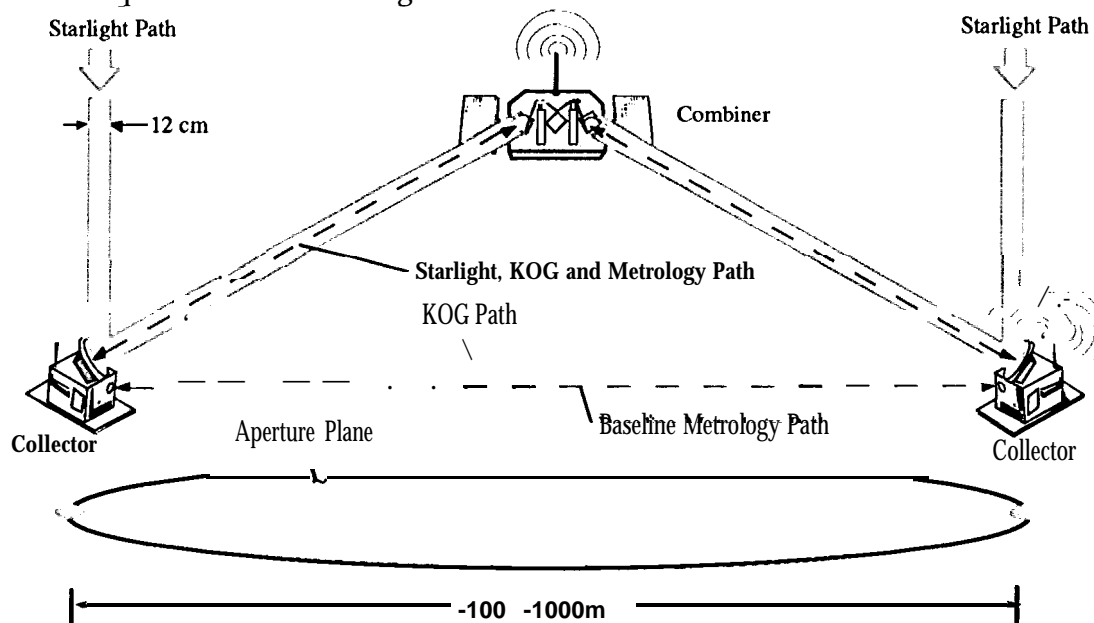 Starlight Path
Starlight Path
Combiner
12 cm
Starlight, KOG and Metrology Path
KOG Path
Baseline Metrology Path
Aperture Plane
Collector
Collector
-100 -1000m